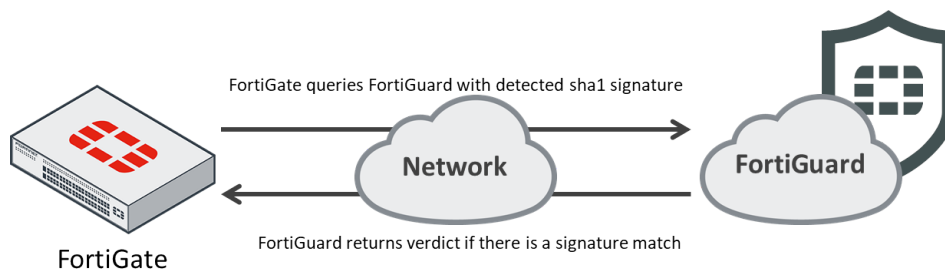 FortiGate queries FortiGuard with detected sha1 signature
Network
FortiGuard
FortiGuard returns verdict if there is a signature match
FortiGate